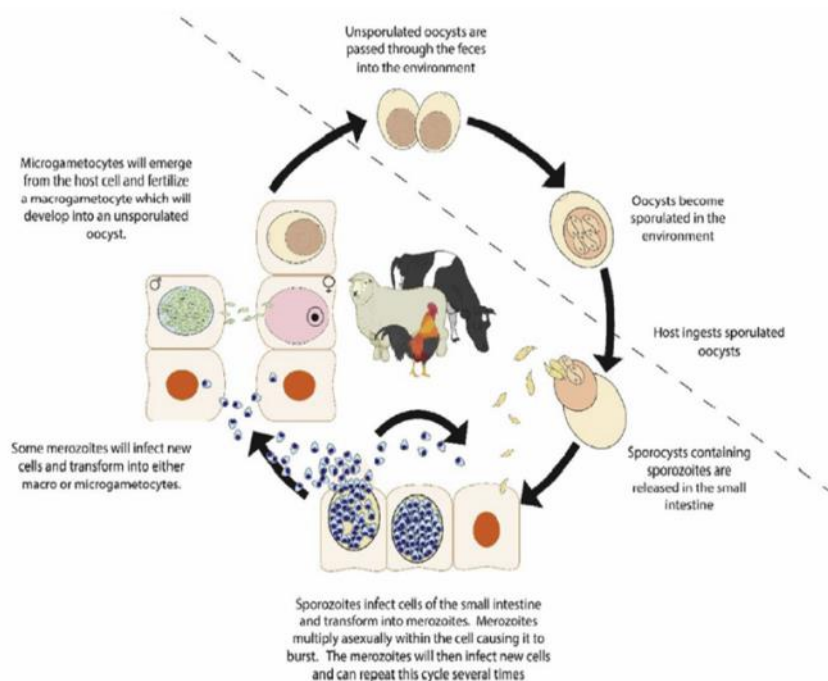 Unsporulated oocysts are
passed through the feces
into the environment
Oocysts become
sporulated in the
environment
Host ingests sporulated
oocysts
Sporocysts containing
sporozoites are
released in the small
intestine
Sporozoites infect cells of the small intestine
and transform into merozoites. Merozoites
multiply asexually within the cell causing it to
burst. The merozoites will then infect new cells
and can repeat this cycle several times
Some merozoites will infect new
cells and transform into either
macro or microgametocytes.
Microgametocytes will emerge
from the host cell and fertilize
a macrogametocyte which will
develop into an unsporulated
oocyst.
♂
♀